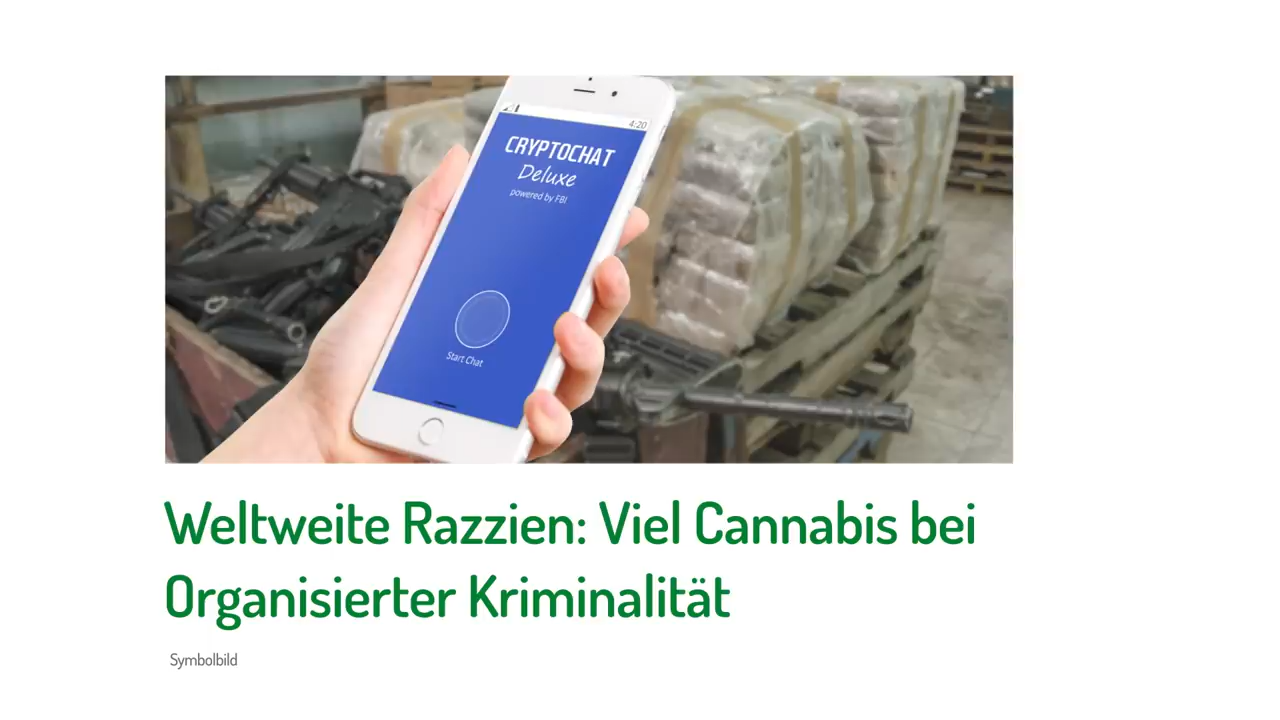 4:20
CRYPTOCHAT
Deluxe
powered by FBI
Start Chat
Weltweite Razzien: Viel Cannabis bei
Organisierter Kriminalität
Symbolbild